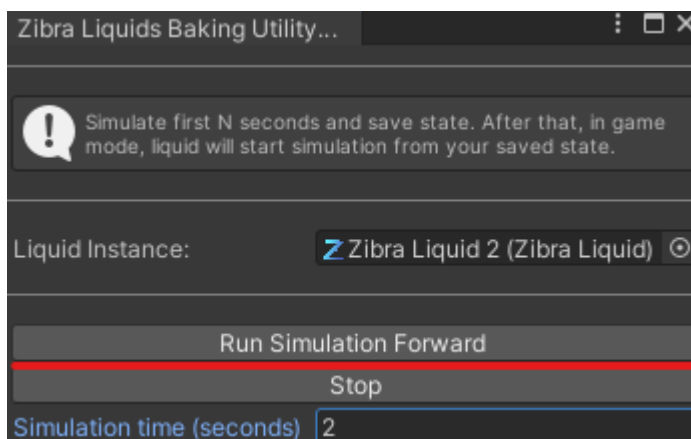 Zibra Liquids Baking Utility...
Simulate first N seconds and save state. After that, in game
mode, liquid will start simulation from your saved state.
Liquid Instance: Zibra Liquid 2 (Zibra Liquid)
Run Simulation Forward
Stop
Simulation time (seconds) 2